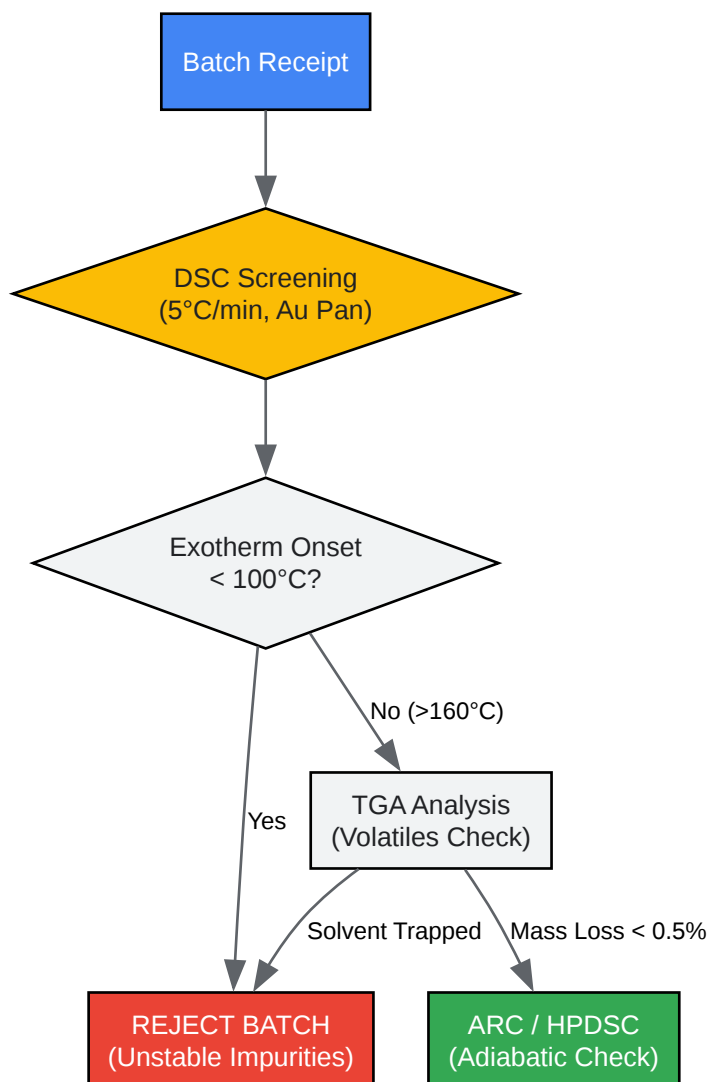 Batch Receipt
DSC Screening
(5°C/min, Au Pan)
Exotherm Onset
< 100°C?
No (>160°C)
TGA Analysis
(Volatiles Check)
Yes
Solvent Trapped
Mass Loss < 0.5%
REJECT BATCH
(Unstable Impurities)
ARC / HPDSC
(Adiabatic Check)